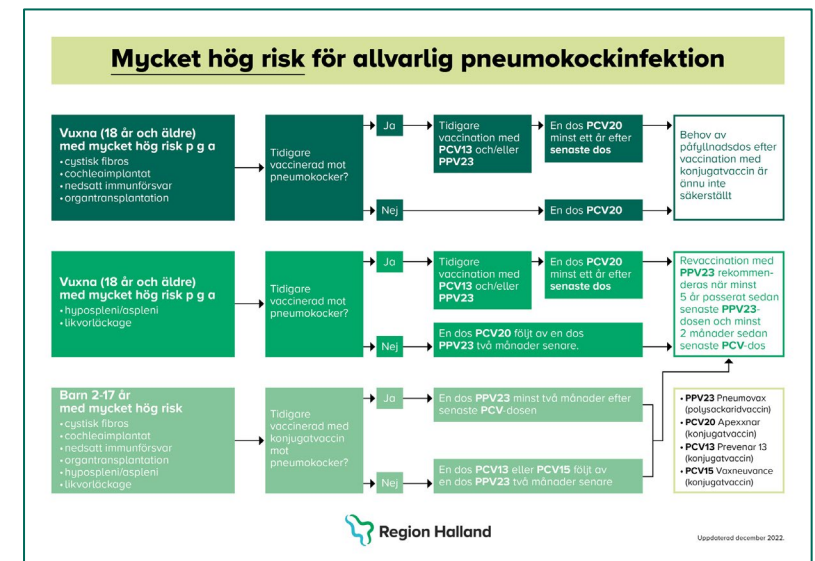 Mycket hög risk för allvarlig pneumokockinfektion
Vuxna (18 år och äldre)
med mycket hög risk p g a
• cystisk fibros
• cochleaimplantat
• nedsatt immunförsvar
• organtransplantation
Tidigare
vaccinerad mot
pneumokocker?
Ja
Tidigare
vaccination med
PCV13 och/eller
PPV23
En dos PCV20
minst ett år efter
senaste dos
Nej
En dos PCV20
Behov av
påfyllnadsdos efter
vaccination med
konjugatvaccin är
ännu inte
säkerställt
Vuxna (18 år och äldre)
med mycket hög risk p g a
• hypospleni/aspleni
• likvorläckage
Tidigare
vaccinerad mot
pneumokocker?
Ja
Tidigare
vaccination med
PCV13 och/eller
PPV23
En dos PCV20
minst ett år efter
senaste dos
Nej
En dos PCV20 följt av en dos
PPV23 två månader senare.
Revaccination med
PPV23 rekommen-
deras när minst
5 år passerat sedan
senaste PPV23-
dosen och minst
2 månader sedan
senaste PCV-dos
Barn 2-17 år
med mycket hög risk
• cystisk fibros
• cochleaimplantat
• nedsatt immunförsvar
• organtransplantation
• hypospleni/aspleni
• likvorläckage
Tidigare
vaccinerad med
konjugatvaccin
mot
pneumokocker?
Ja
En dos PPV23 minst två månader efter
senaste PCV-dosen
Nej
En dos PCV13 eller PCV15 följt av
en dos PPV23 två månader senare
• PPV23 Pneumovax
(polysackaridvaccin)
• PCV20 Apexxnar
(konjugatvaccin)
• PCV13 Prevenar 13
(konjugatvaccin)
• PCV15 Vaxneuvance
(konjugatvaccin)
Region Halland
Uppdaterad december 2022.